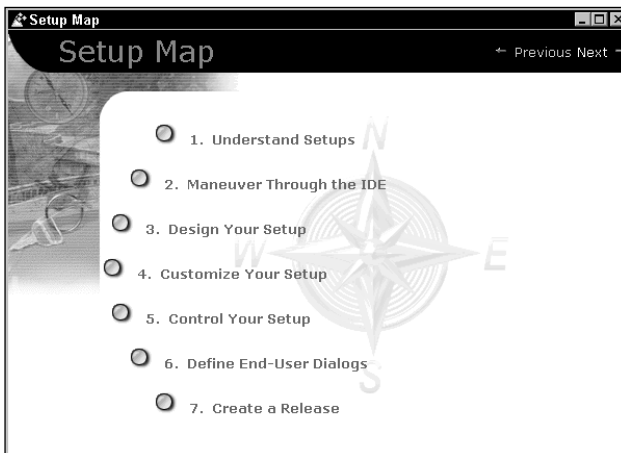 Setup Map
Setup Map
Previous Next
N
1. Understand Setups
2. Maneuver Through the IDE
3. Design Your Setup
W
E
4. Customize Your Setup
5. Control Your Setup
6. Define End-User Dialogs
S
7. Create a Release